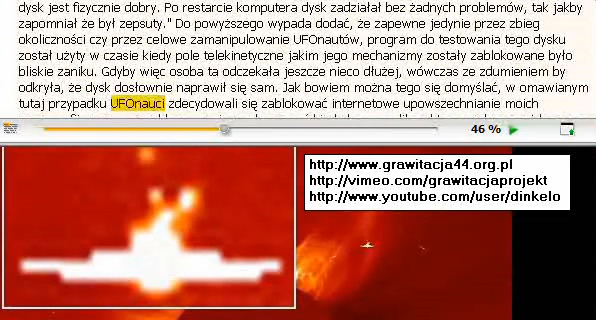 dysk jest fizycznie dobry. Po restarcie komputera dysk zadziałał bez żadnych problemów, tak jakby
zapomniał że był zepsuty." Do powyższego wypada dodać, że zapewne jedynie przez zbieg
okoliczności czy przez celowe zamanipulowanie UFOnautów, program do testowania tego dysku
został użyty w czasie kiedy pole telekinetyczne jakim jego mechanizmy zostały zablokowane było
bliskie zaniku. Gdyby więc osoba ta odczekała jeszcze nieco dłużej, wówczas ze zdumieniem by
odkryła, że dysk dosłownie naprawił się sam. Jak bowiem można tego się domyślać, w omawianym
tutaj przypadku UFOnauci zdecydowali się zablokować internetowe upowszechnianie moich
46 %
http://www.grawitacja44.org.pl
http://vimeo.com/grawitacjaprojekt
http://www.youtube.com/user/dinkelo